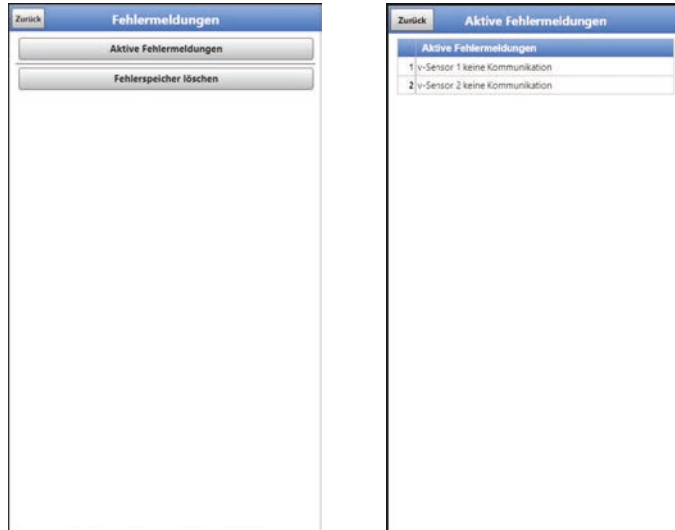 Zurück Fehlermeldungen
Aktive Fehlermeldungen
Fehlerspeicher löschen
Zurück Aktive Fehlermeldungen
Aktive Fehlermeldungen
1 v-Sensor 1 keine Kommunikation
2 v-Sensor 2 keine Kommunikation